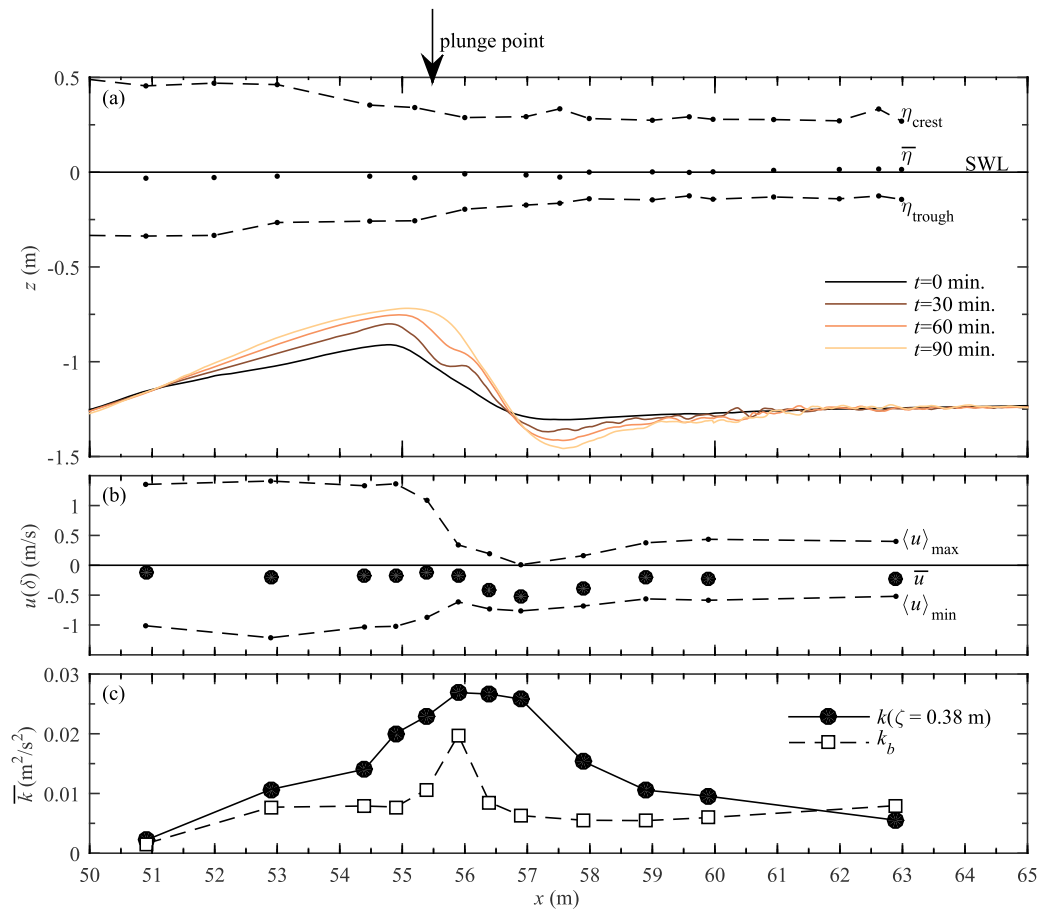 plunge point
(a)
0.5
0
-0.5
-1
-1.5
z (m)
η_crest
η̅
SWL
η_trough
t=0 min.
t=30 min.
t=60 min.
t=90 min.
(b)
1
0.5
0
-0.5
-1
u(δ) (m/s)
⟨u⟩_max
u̅
⟨u⟩_min
(c)
0.03
0.02
0.01
0
k̅ (m²/s²)
k(ζ = 0.38 m)
k_b
50 51 52 53 54 55 56 57 58 59 60 61 62 63 64 65
x (m)